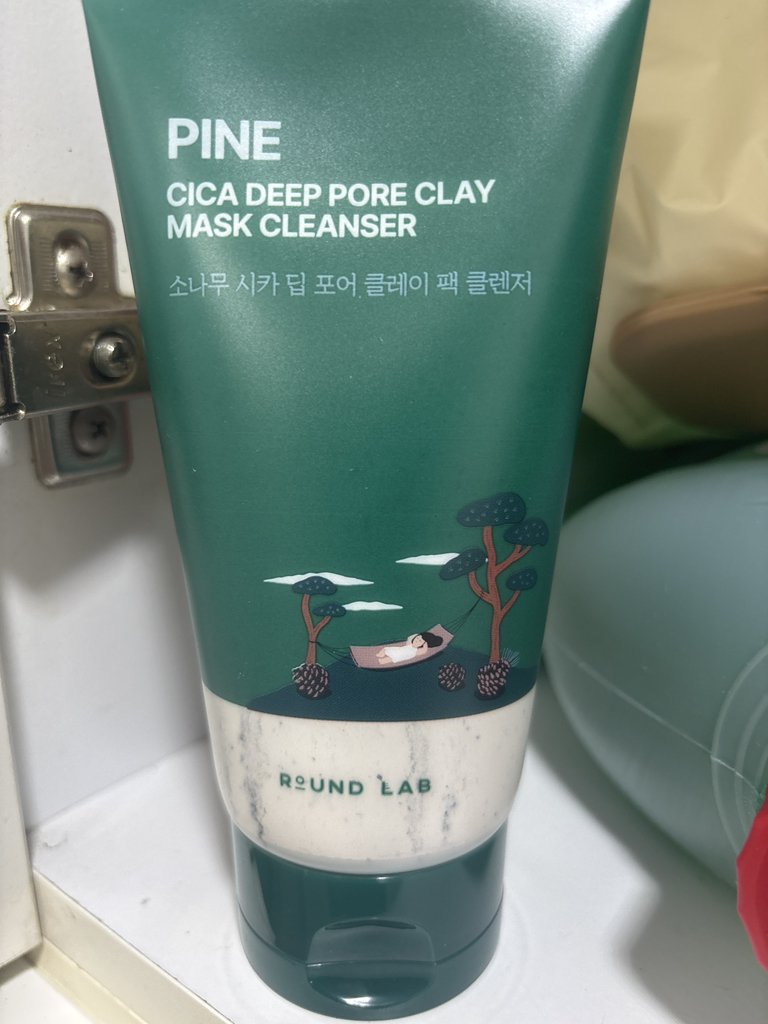 PINE
CICA DEEP PORE CLAY
MASK CLEANSER
소나무 시카 딥 포어 클레이 팩 클렌저
ROUND LAB